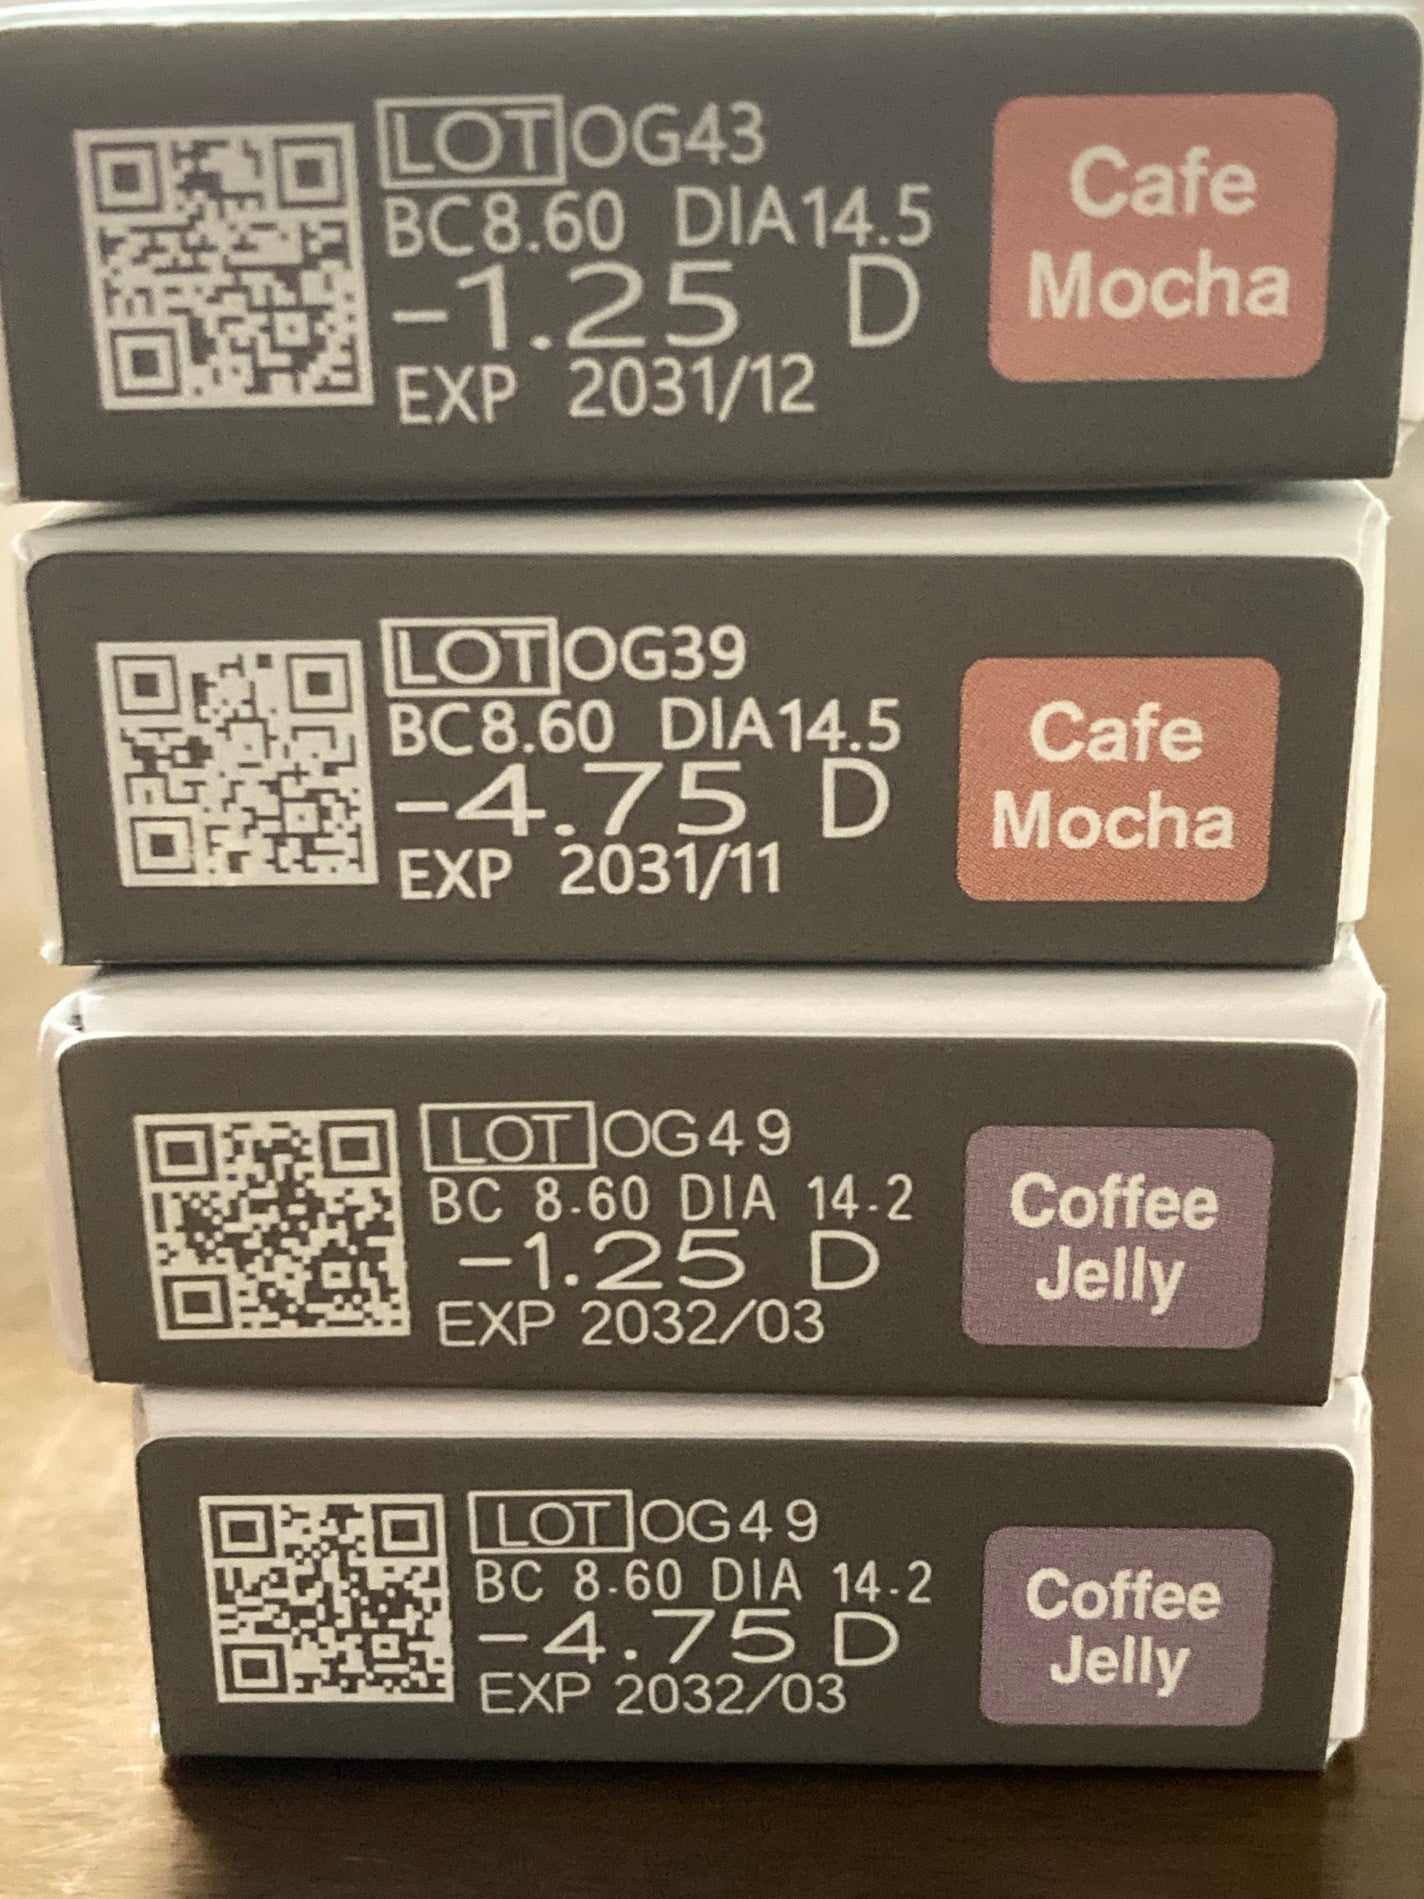 LOT OG43
BC8.60 DIA14.5
-1.25 D
EXP 2031/12
Cafe
Mocha
LOT OG39
BC8.60 DIA14.5
-4.75 D
EXP 2031/11
Cafe
Mocha
LOT OG49
BC 8.60 DIA 14.2
-1.25 D
EXP 2032/03
Coffee
Jelly
LOT OG49
BC 8.60 DIA 14.2
-4.75 D
EXP 2032/03
Coffee
Jelly